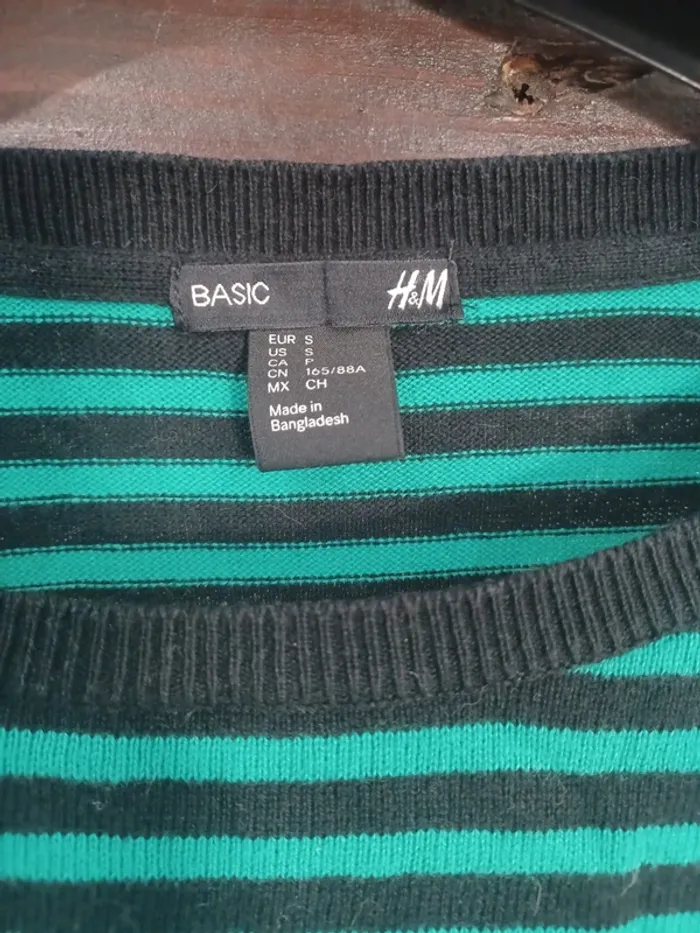 BASIC H&M
EUR S
US S
CA P
CN 165/88A
MX CH
Made in
Bangladesh